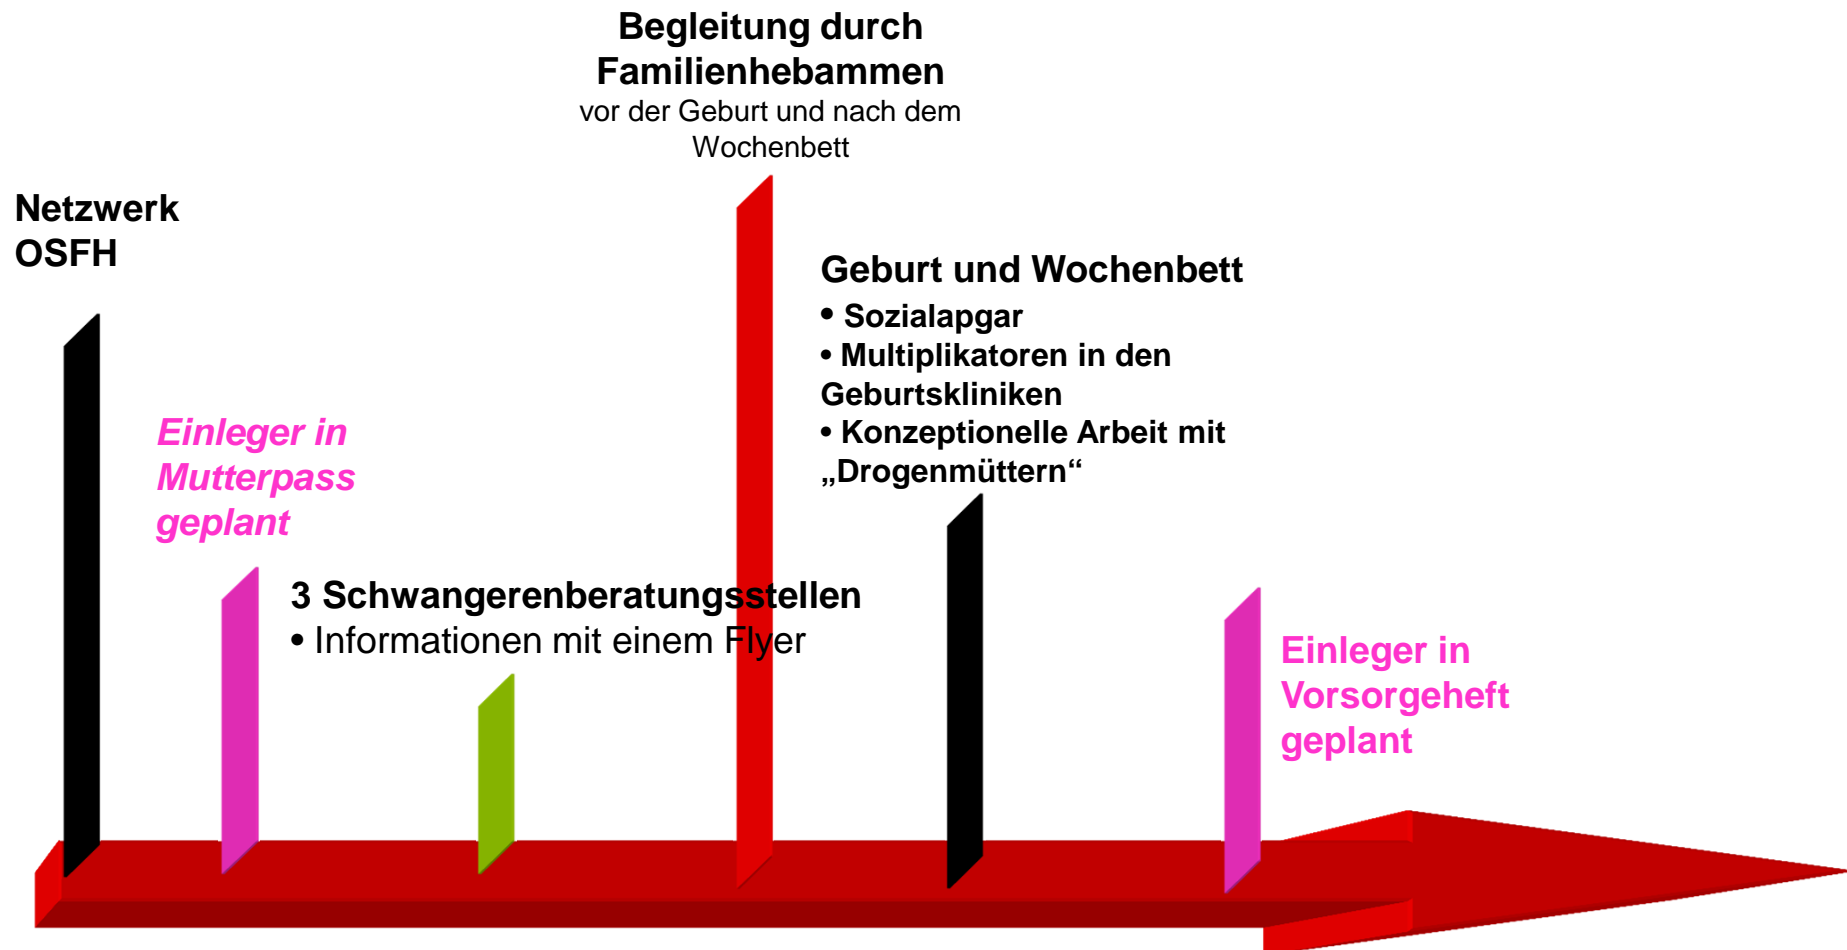 Begleitung durch
Familienhebammen
vor der Geburt und nach dem
Wochenbett
Netzwerk
OSFH
Geburt und Wochenbett
• Sozialapgar
• Multiplikatoren in den
Geburtskliniken
• Konzeptionelle Arbeit mit
„Drogenmüttern“
Einleger in
Mutterpass
geplant
3 Schwangerenberatungsstellen
• Informationen mit einem Flyer
Einleger in
Vorsorgeheft
geplant